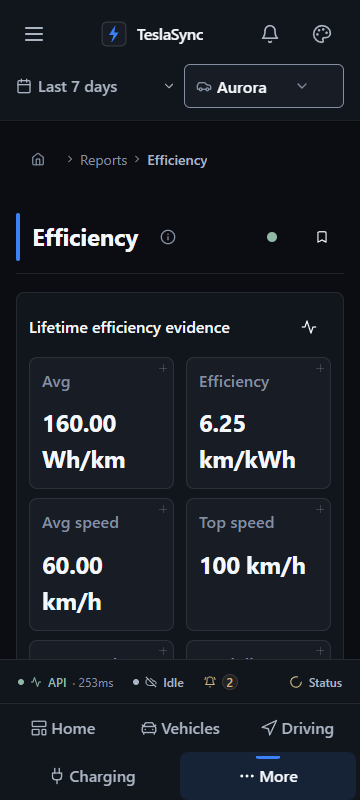 TeslaSync
Last 7 days
Aurora
Reports
Efficiency
Efficiency
Lifetime efficiency evidence
Avg
Efficiency
160.00
Wh/km
6.25
km/kWh
Avg speed
Top speed
60.00
km/h
100 km/h
API · 253ms
Idle
2
Status
Home
Vehicles
Driving
Charging
More